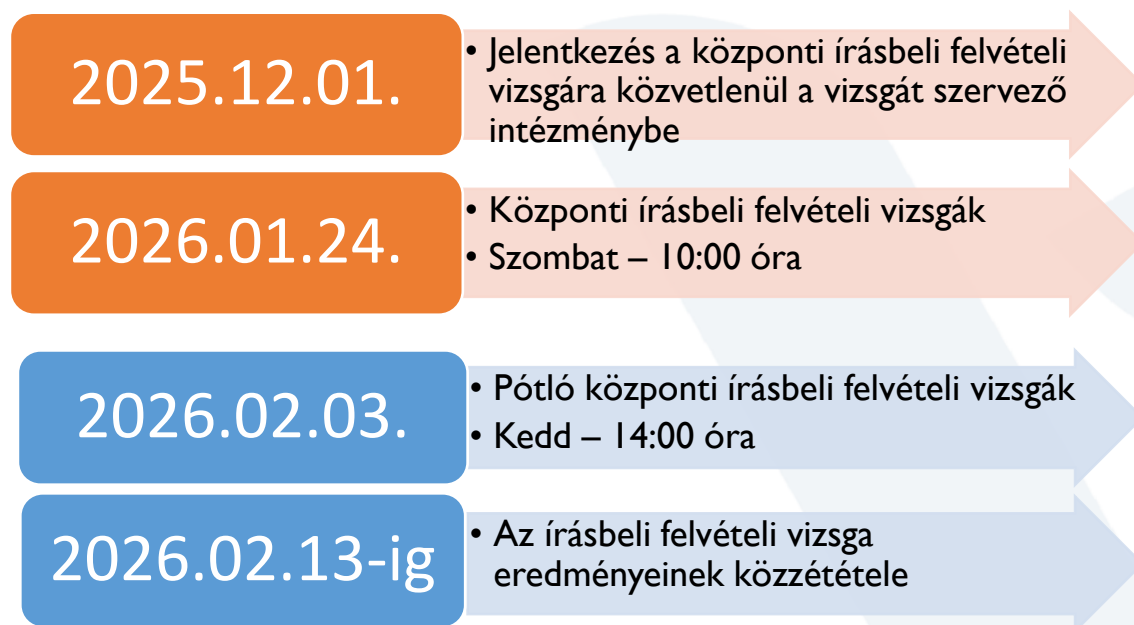 2025.12.01.
• Jelentkezés a központi írásbeli felvételi
vizsgára közvetlenül a vizsgát szervező
intézménybe
2026.01.24.
• Központi írásbeli felvételi vizsgák
• Szombat – 10:00 óra
2026.02.03.
• Pótló központi írásbeli felvételi vizsgák
• Kedd – 14:00 óra
2026.02.13-ig
• Az írásbeli felvételi vizsga
eredményeinek közzététele